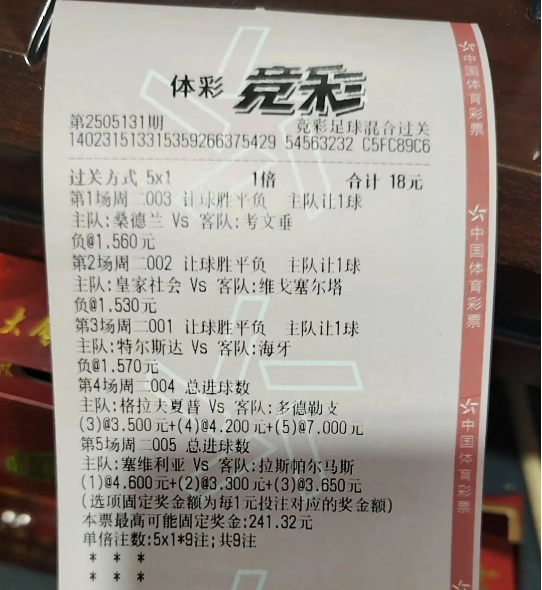 体彩 竞彩
第2505131期 竞彩足球混合过关
140231513315359266375429 54563232 C5FC89C6
过关方式 5x1 1倍 合计 18元
第1场周二003 让球胜平负 主队让1球
主队:桑德兰 Vs 客队:考文垂
负@1.560元
第2场周二002 让球胜平负 主队让1球
主队:皇家社会 Vs 客队:维戈塞尔塔
负@1.530元
第3场周二001 让球胜平负 主队让1球
主队:特尔斯达 Vs 客队:海牙
负@1.570元
第4场周二004 总进球数
主队:格拉夫夏普 Vs 客队:多德勒支
(3)@3.500元+(4)@4.200元+(5)@7.000元
第5场周二005 总进球数
主队:塞维利亚 Vs 客队:拉斯帕尔马斯
(1)@4.600元+(2)@3.300元+(3)@3.650元
(选项固定奖金额为每1元投注对应的奖金额)
本票最高可能固定奖金:241.32元
单倍注数:5x1*9注;共9注
* * *
* * *
中国体育彩票
中国体育彩票
中国体育彩票